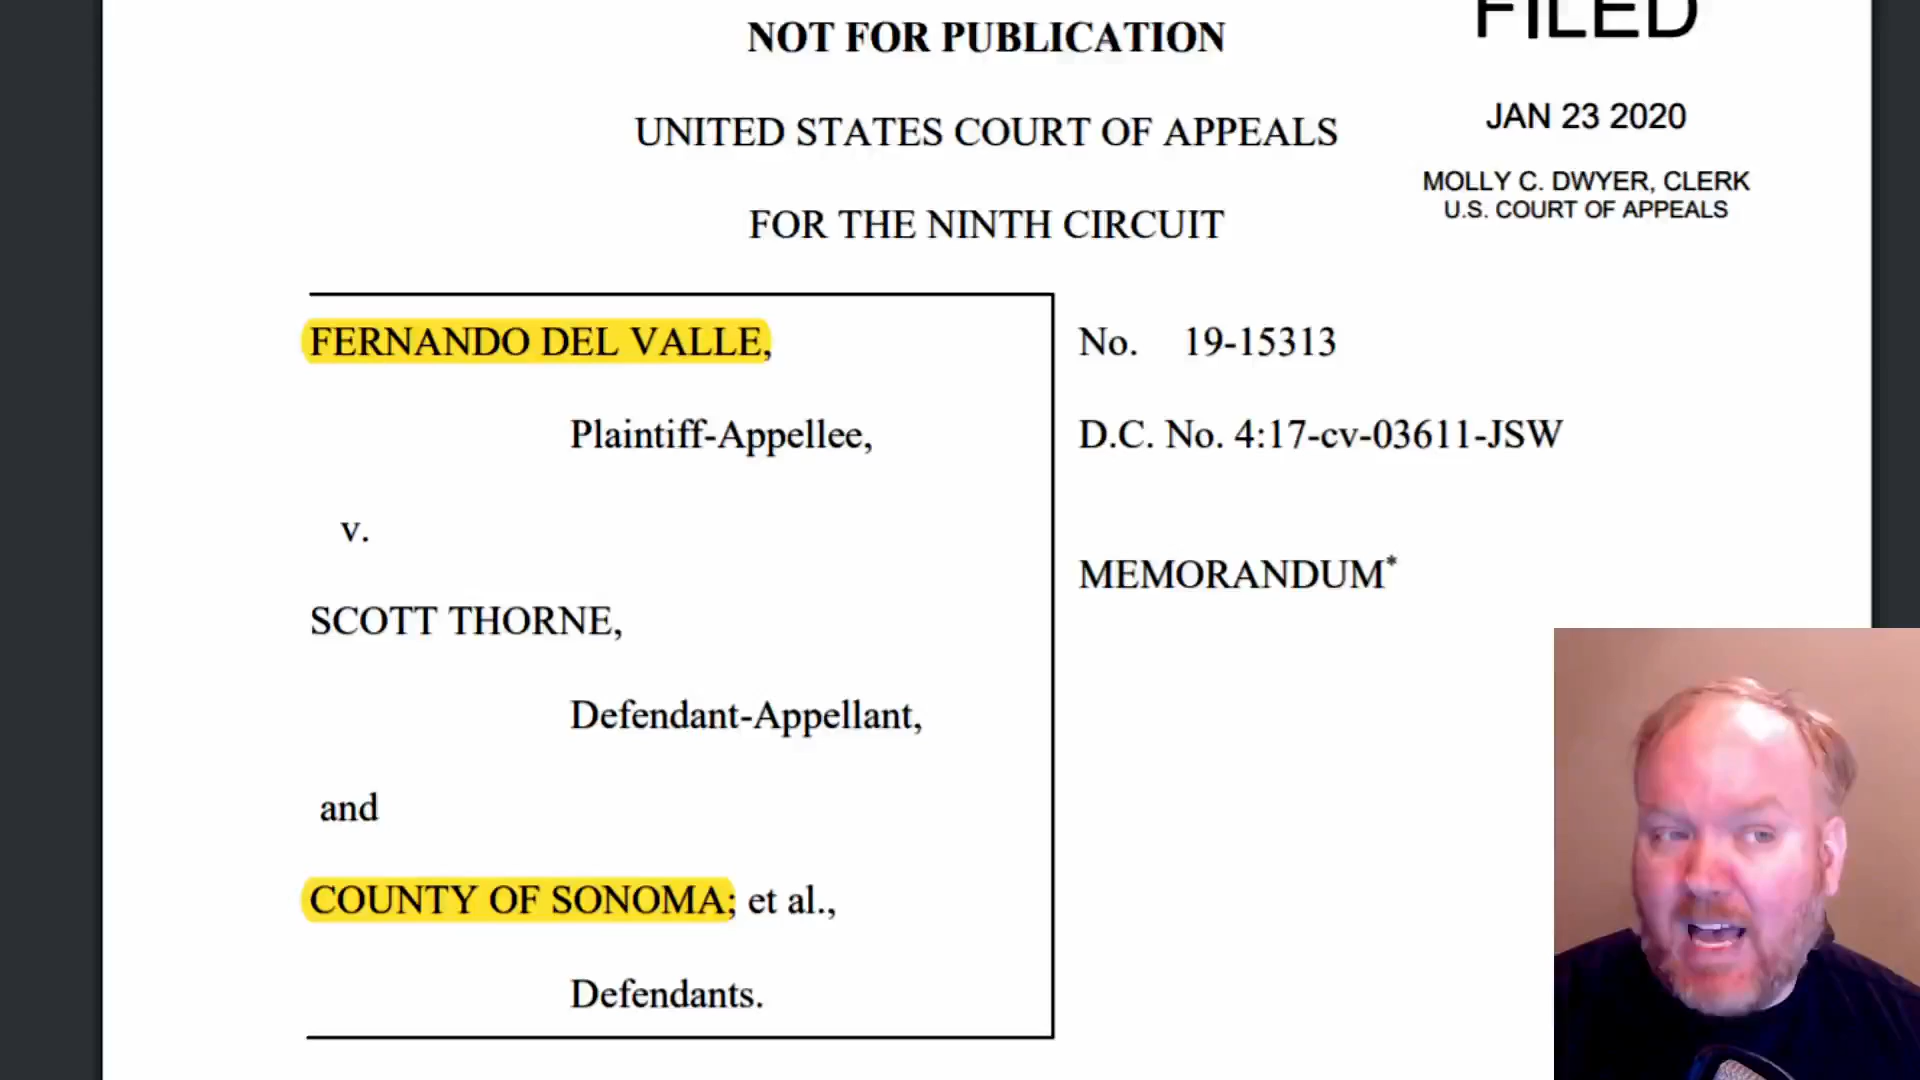 FILED
NOT FOR PUBLICATION
JAN 23 2020
UNITED STATES COURT OF APPEALS
MOLLY C. DWYER, CLERK
U.S. COURT OF APPEALS
FOR THE NINTH CIRCUIT
FERNANDO DEL VALLE,
Plaintiff-Appellee,
v.
SCOTT THORNE,
Defendant-Appellant,
and
COUNTY OF SONOMA; et al.,
Defendants.
No. 19-15313
D.C. No. 4:17-cv-03611-JSW
MEMORANDUM*